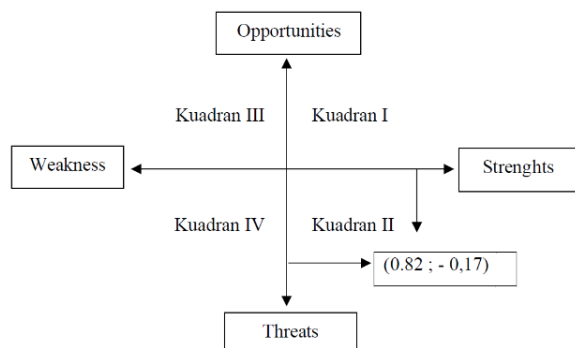 Opportunities
Kuadran III
Kuadran I
Weakness
Strenghts
Kuadran IV
Kuadran II
(0.82 ; - 0,17)
Threats